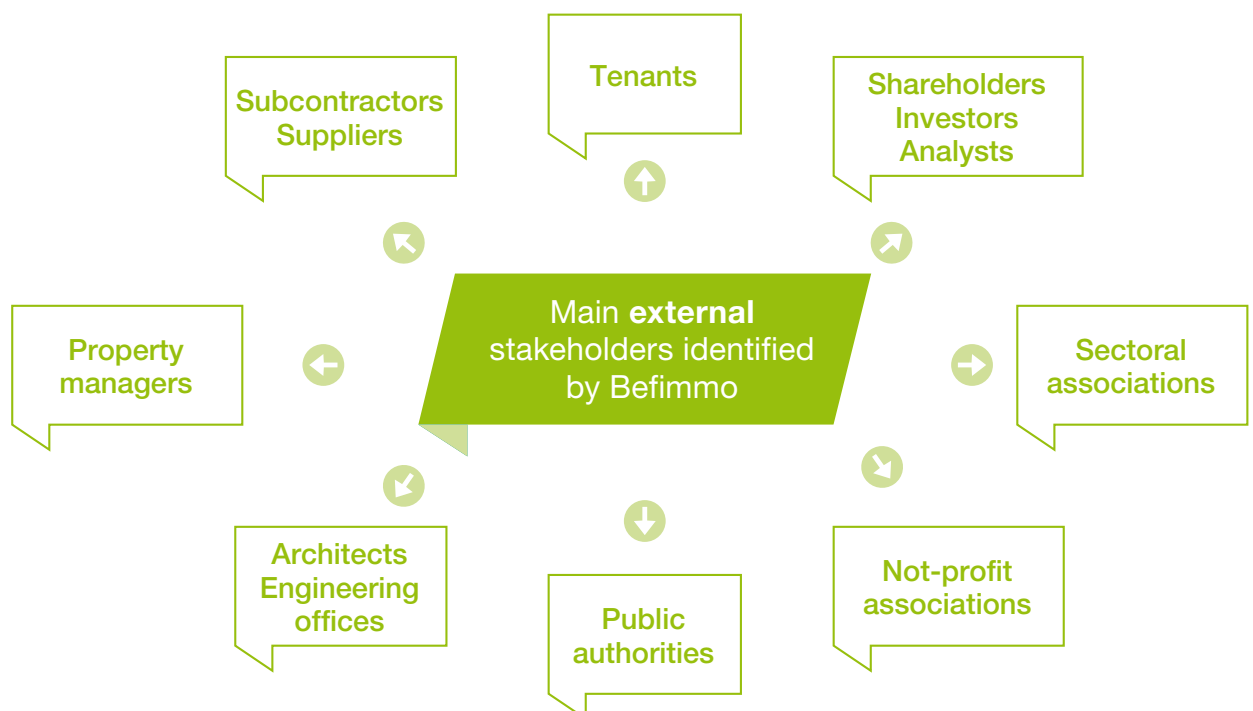 Tenants
Subcontractors
Suppliers
Shareholders
Investors
Analysts
Main external
stakeholders identified
by Befimmo
Property
managers
Sectoral
associations
Architects
Engineering
offices
Public
authorities
Not-profit
associations